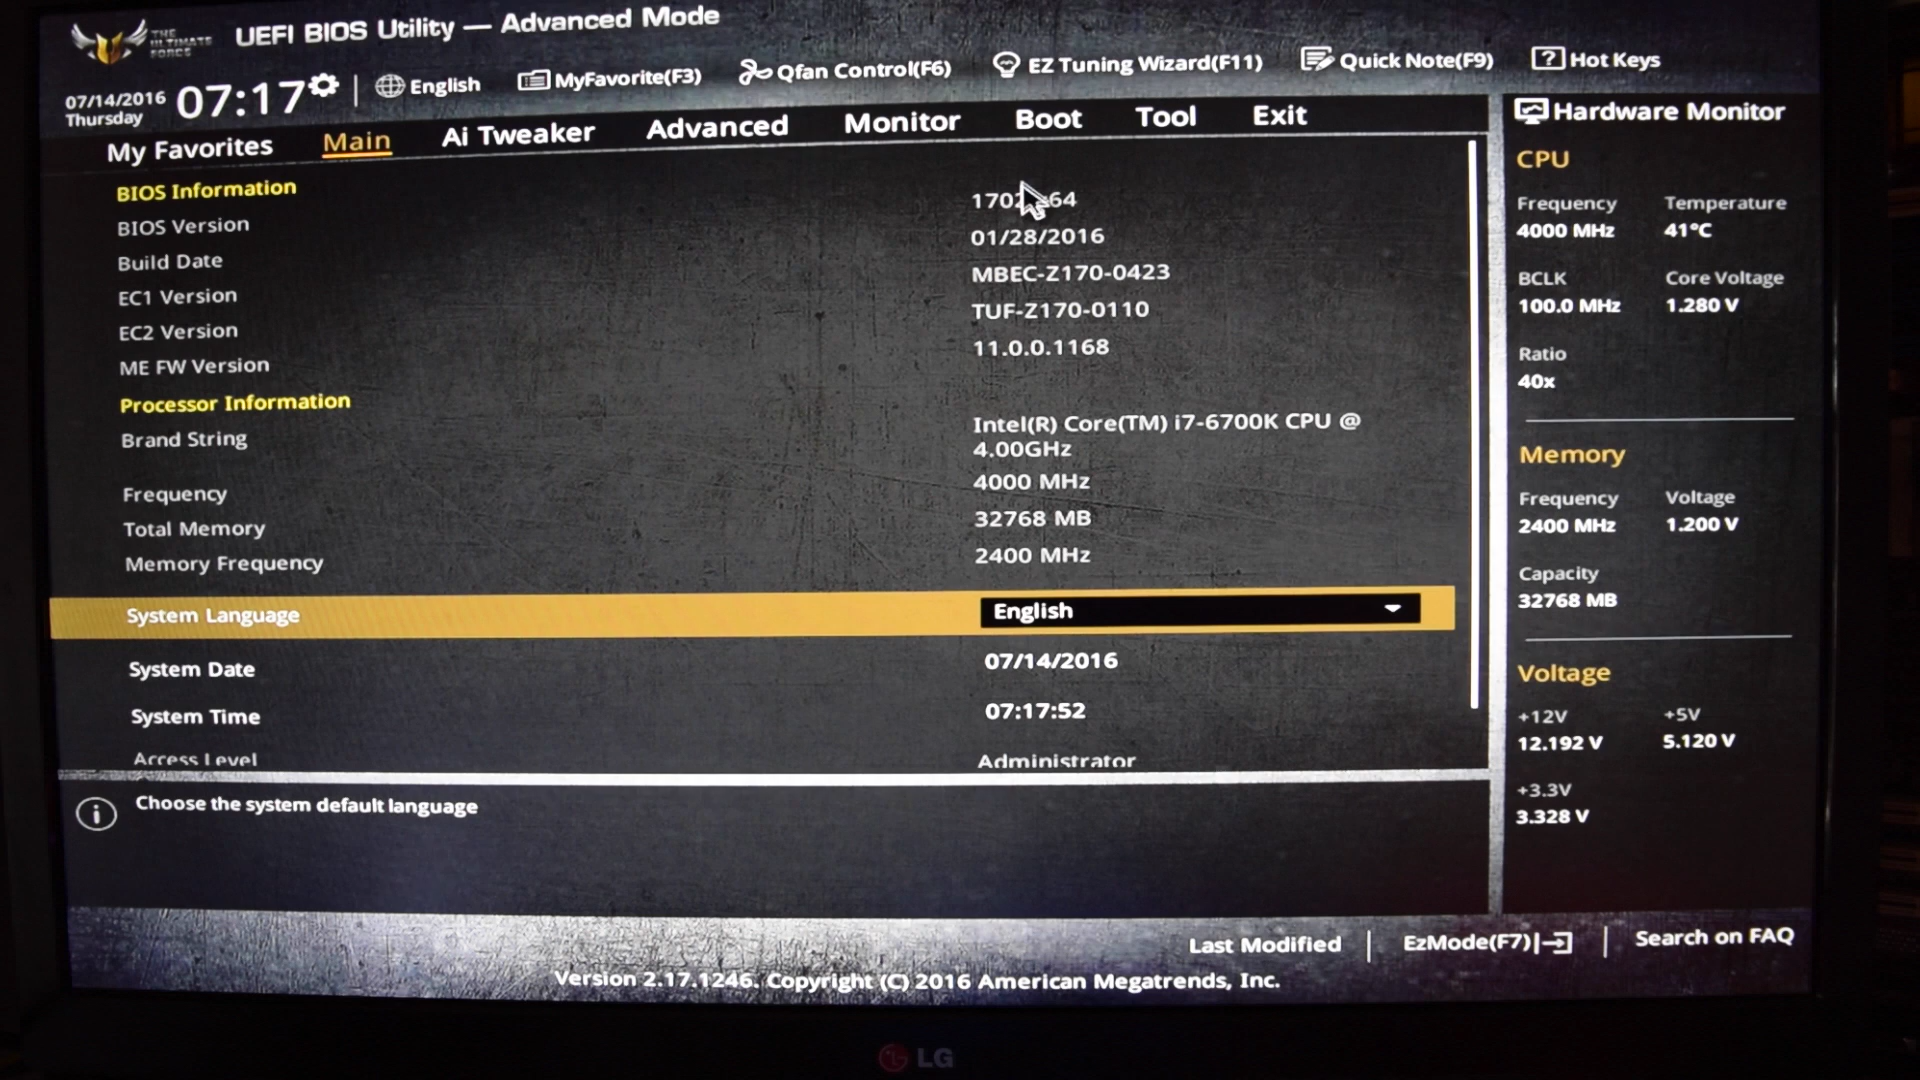 THE ULTIMATE FORCE
UEFI BIOS Utility — Advanced Mode
07/14/2016
Thursday
07:17
English
MyFavorite(F3)
Qfan Control(F6)
EZ Tuning Wizard(F11)
Quick Note(F9)
? Hot Keys
My Favorites
Main
Ai Tweaker
Advanced
Monitor
Boot
Tool
Exit
BIOS Information
BIOS Version
Build Date 01/28/2016
EC1 Version MBEC-Z170-0423
EC2 Version TUF-Z170-0110
ME FW Version 11.0.0.1168
Processor Information
Brand String Intel(R) Core(TM) i7-6700K CPU @
4.00GHz
Frequency 4000 MHz
Total Memory 32768 MB
Memory Frequency 2400 MHz
System Language English
System Date 07/14/2016
System Time 07:17:52
Access Level Administrator
Choose the system default language
Hardware Monitor
CPU
Frequency Temperature
4000 MHz 41°C
BCLK Core Voltage
100.0 MHz 1.280 V
Ratio
40x
Memory
Frequency Voltage
2400 MHz 1.200 V
Capacity
32768 MB
Voltage
+12V +5V
12.192 V 5.120 V
+3.3V
3.328 V
Last Modified
EzMode(F7)
Search on FAQ
Version 2.17.1246. Copyright (C) 2016 American Megatrends, Inc.
LG